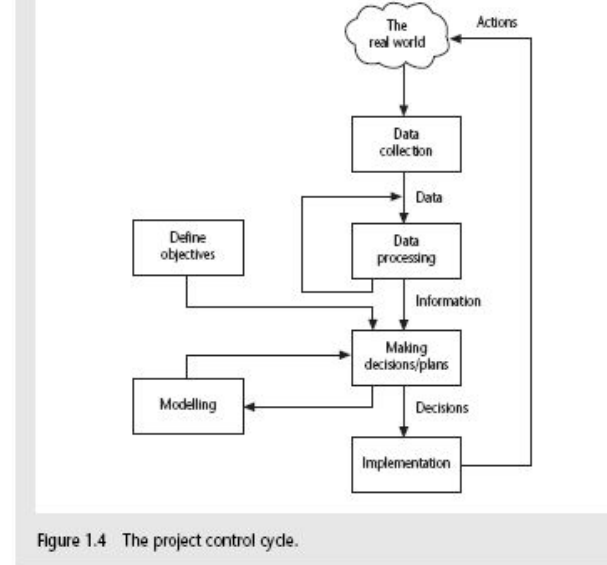 The
real world
Actions
Data
collection
Data
Define
objectives
Data
processing
Information
Making
decisions/plans
Modelling
Decisions
Implementation
Figure 1.4 The project control cycle.